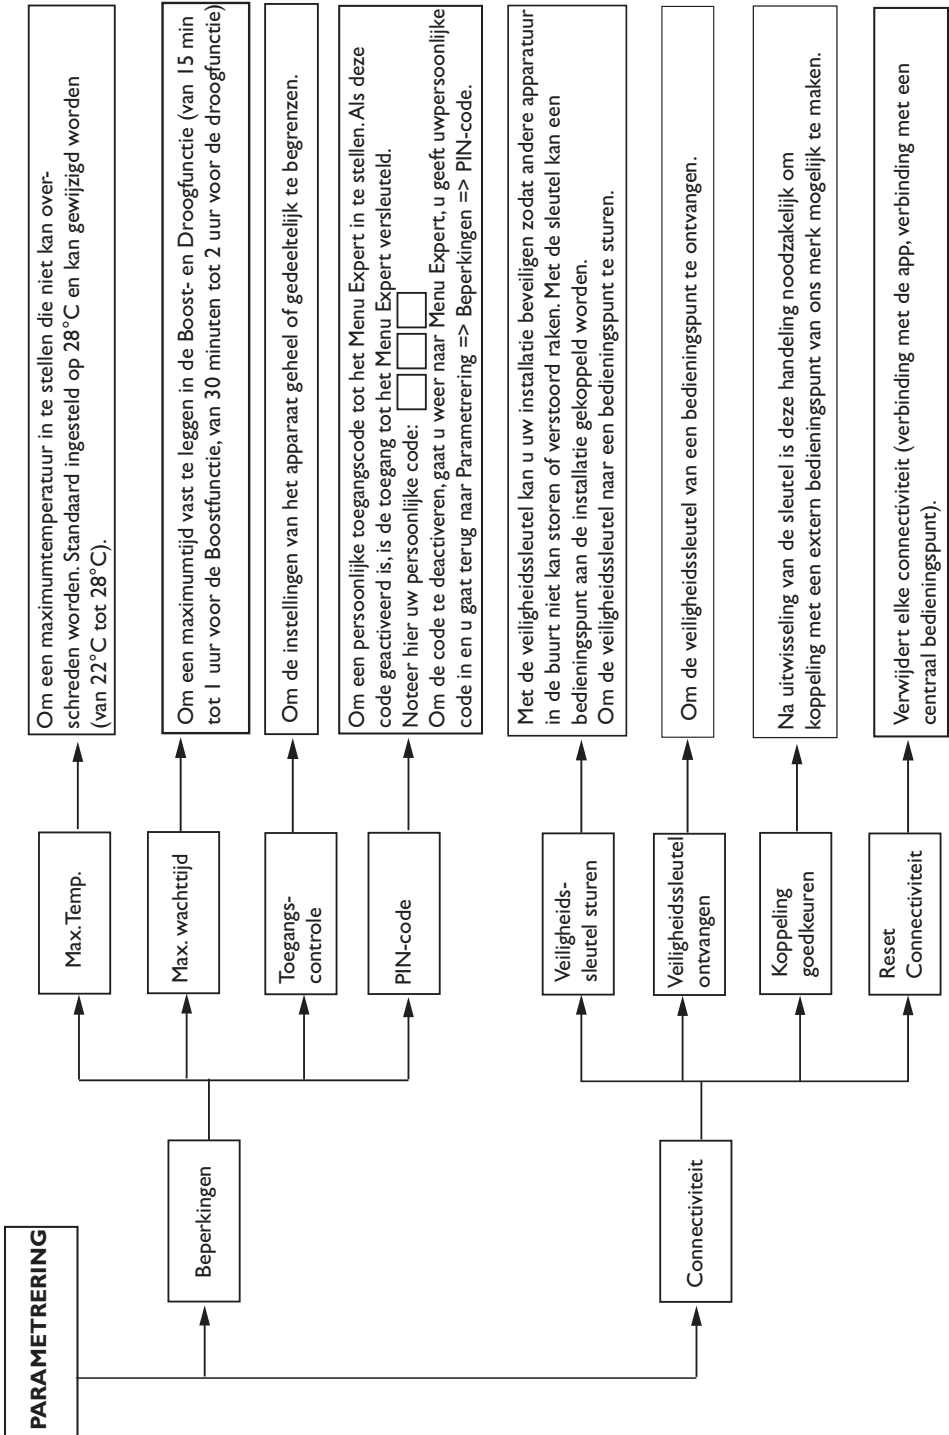 PARAMETRERING
Beperkingen
Max. Temp.
Om een maximumtemperatuur in te stellen die niet kan over-
schreden worden. Standaard ingesteld op 28°C en kan gewijzigd worden
(van 22°C tot 28°C).
Max. wachttijd
Om een maximumtijd vast te leggen in de Boost- en Droogfunctie (van 15 min
tot 1 uur voor de Boostfunctie, van 30 minuten tot 2 uur voor de droogfunctie)
Toegangs-
controle
Om de instellingen van het apparaat geheel of gedeeltelijk te begrenzen.
PIN-code
Om een persoonlijke toegangscode tot het Menu Expert in te stellen. Als deze
code geactiveerd is, is de toegang tot het Menu Expert versleuteld.
Noteer hier uw persoonlijke code:
Om de code te deactiveren, gaat u weer naar Menu Expert, u geeft uwpersoonlijke
code in en u gaat terug naar Parametrering => Beperkingen => PIN-code.
Connectiviteit
Veiligheids-
sleutel sturen
Met de veiligheidssleutel kan u uw installatie beveiligen zodat andere apparatuur
in de buurt niet kan storen of verstoord raken. Met de sleutel kan een
bedieningspunt aan de installatie gekoppeld worden.
Om de veiligheidssleutel naar een bedieningspunt te sturen.
Veiligheidssleutel
ontvangen
Om de veiligheidssleutel van een bedieningspunt te ontvangen.
Koppeling
goedkeuren
Na uitwisseling van de sleutel is deze handeling noodzakelijk om
koppeling met een extern bedieningspunt van ons merk mogelijk te maken.
Reset
Connectiviteit
Verwijdert elke connectiviteit (verbinding met de app, verbinding met een
centraal bedieningspunt).